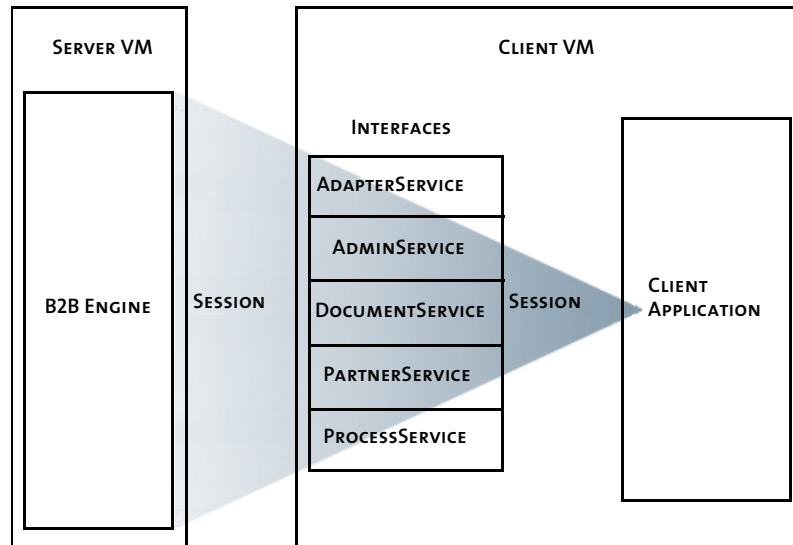 Server VM
Client VM
Interfaces
AdapterService
AdminService
B2B Engine
Session
DocumentService
Session
Client
Application
PartnerService
ProcessService